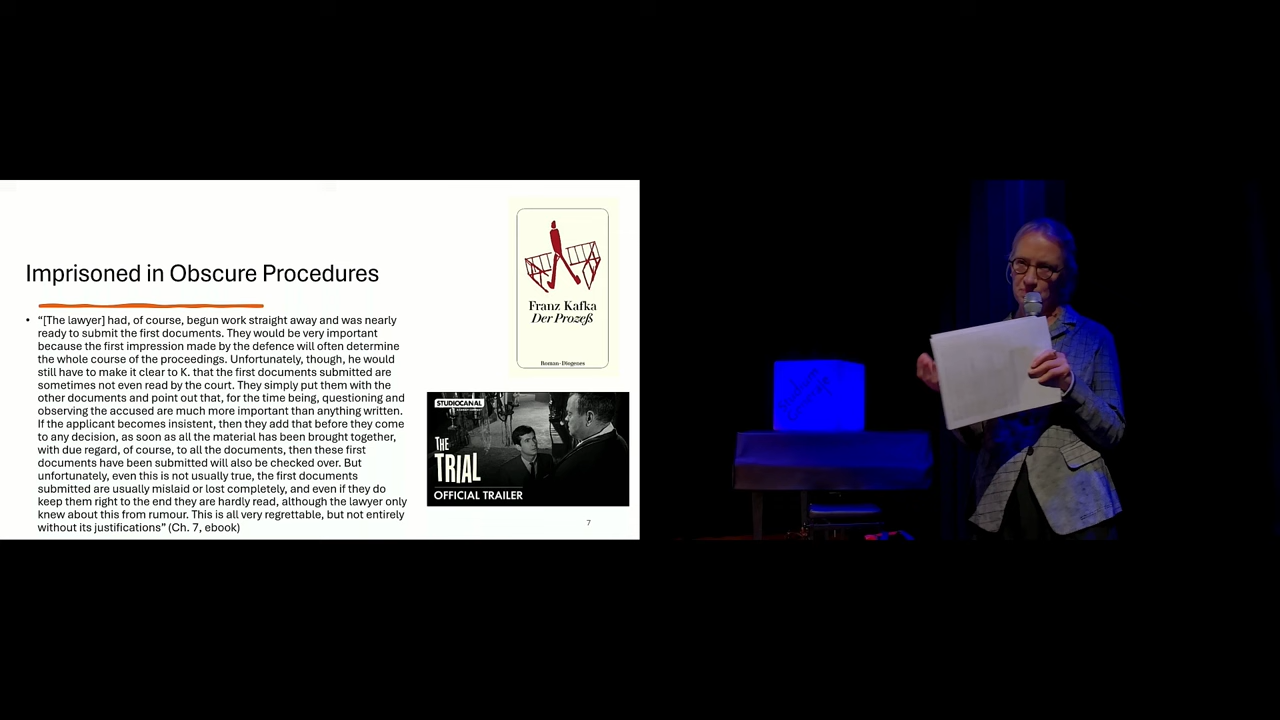 Imprisoned in Obscure Procedures
• “[The lawyer] had, of course, begun work straight away and was nearly
ready to submit the first documents. They would be very important
because the first impression made by the defence will often determine
the whole course of the proceedings. Unfortunately, though, he would
still have to make it clear to K. that the first documents submitted are
sometimes not even read by the court. They simply put them with the
other documents and point out that, for the time being, questioning and
observing the accused are much more important than anything written.
If the applicant becomes insistent, then they add that before they come
to any decision, as soon as all the material has been brought together,
with due regard, of course, to all the documents, then these first
documents have been submitted will also be checked over. But
unfortunately, even this is not usually true, the first documents
submitted are usually mislaid or lost completely, and even if they do
keep them right to the end they are hardly read, although the lawyer only
knew about this from rumour. This is all very regrettable, but not entirely
without its justifications” (Ch. 7, ebook)
Franz Kafka
Der Prozeß
Roman · Diogenes
STUDIOCANAL
THE
TRIAL
OFFICIAL TRAILER
7